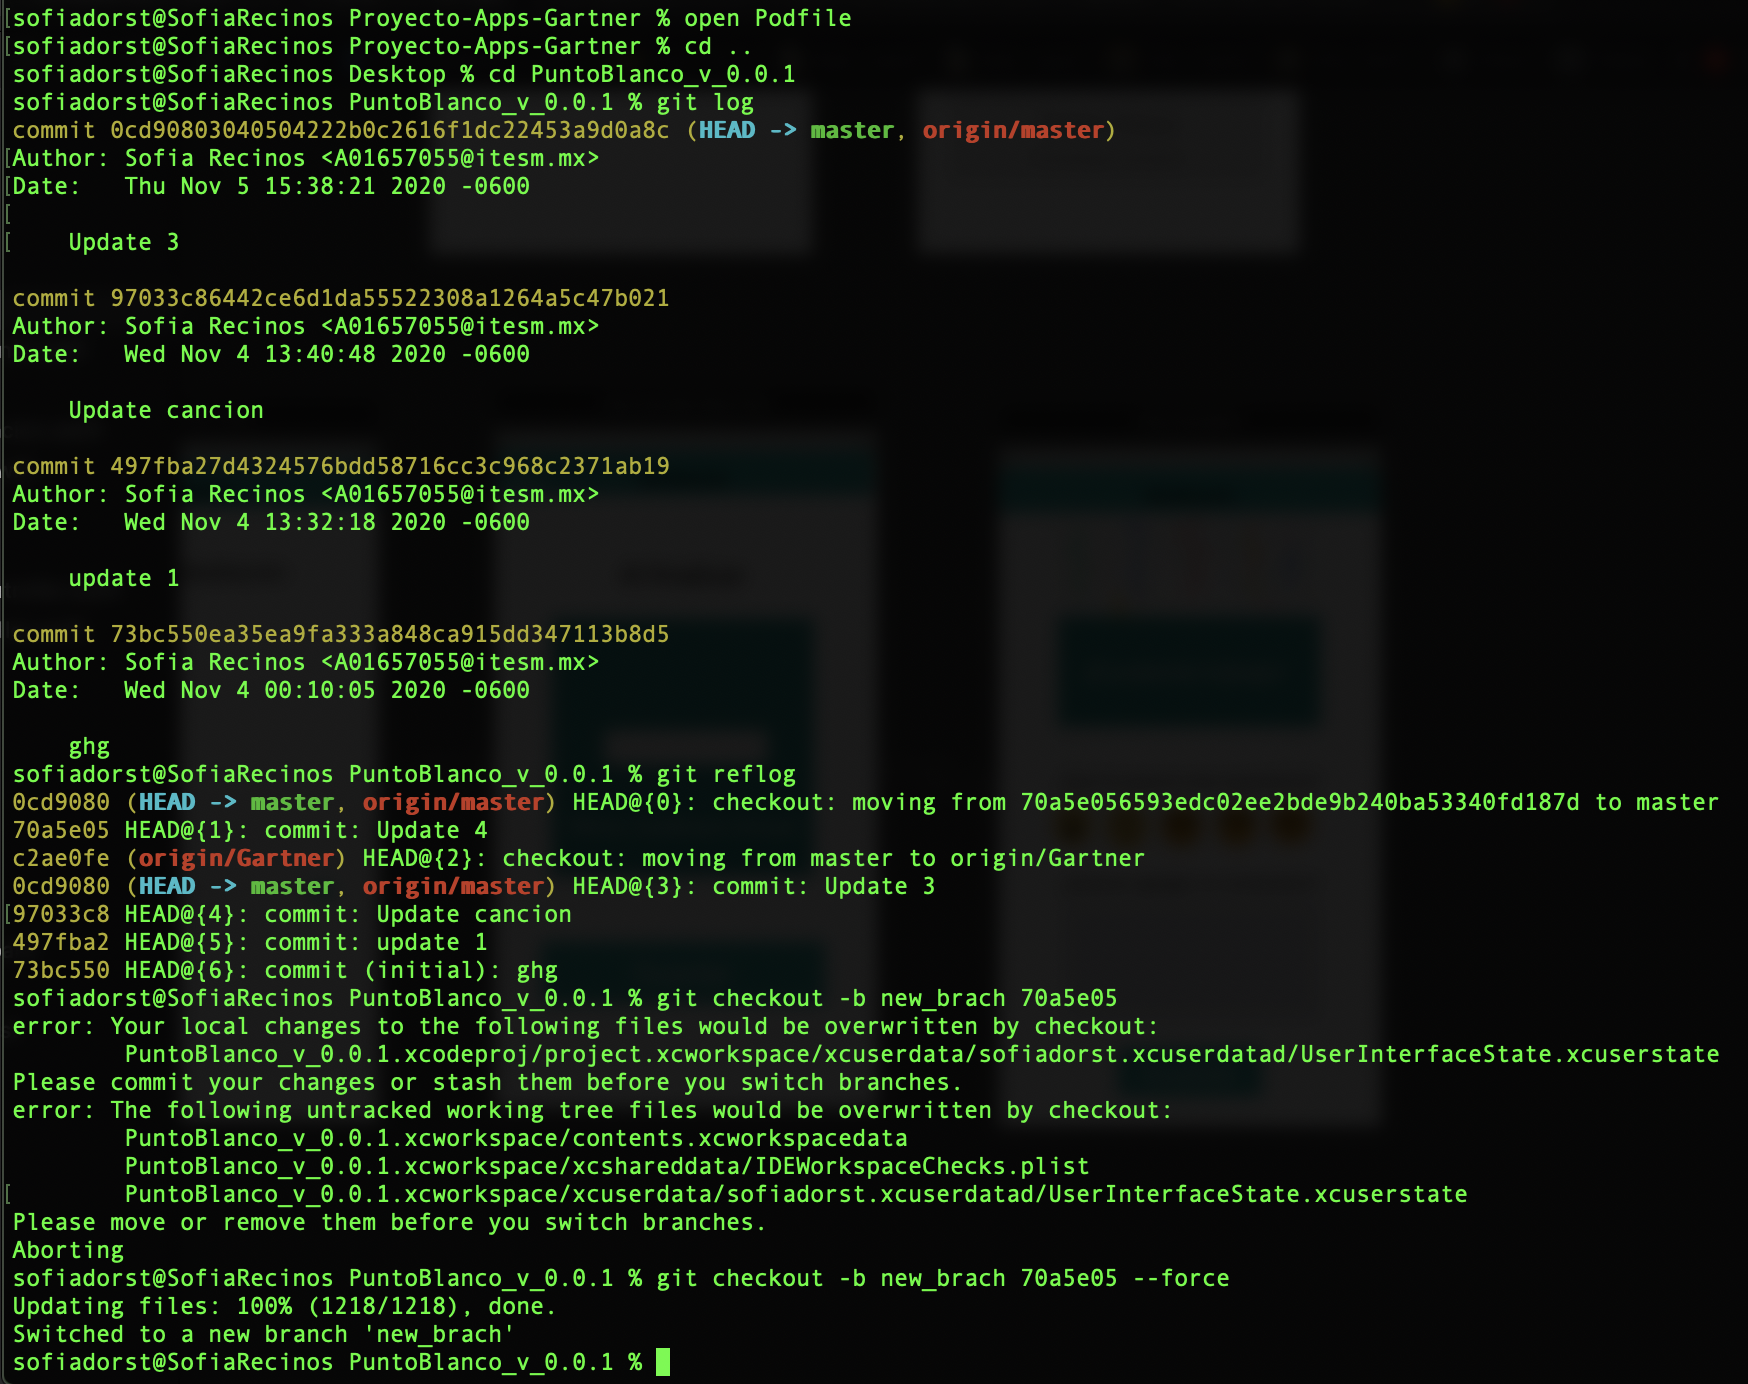 [sofiadorst@SofiaRecinos Proyecto-Apps-Gartner % open Podfile
[sofiadorst@SofiaRecinos Proyecto-Apps-Gartner % cd ..
sofiadorst@SofiaRecinos Desktop % cd PuntoBlanco_v_0.0.1
sofiadorst@SofiaRecinos PuntoBlanco_v_0.0.1 % git log
commit 0cd90803040504222b0c2616f1dc22453a9d0a8c (HEAD -> master, origin/master)
[Author: Sofia Recinos <A01657055@itesm.mx>
[Date:   Thu Nov 5 15:38:21 2020 -0600
[
[    Update 3
commit 97033c86442ce6d1da55522308a1264a5c47b021
Author: Sofia Recinos <A01657055@itesm.mx>
Date:   Wed Nov 4 13:40:48 2020 -0600
    Update cancion
commit 497fba27d4324576bdd58716cc3c968c2371ab19
Author: Sofia Recinos <A01657055@itesm.mx>
Date:   Wed Nov 4 13:32:18 2020 -0600
    update 1
commit 73bc550ea35ea9fa333a848ca915dd347113b8d5
Author: Sofia Recinos <A01657055@itesm.mx>
Date:   Wed Nov 4 00:10:05 2020 -0600
    ghg
sofiadorst@SofiaRecinos PuntoBlanco_v_0.0.1 % git reflog
0cd9080 (HEAD -> master, origin/master) HEAD@{0}: checkout: moving from 70a5e056593edc02ee2bde9b240ba53340fd187d to master
70a5e05 HEAD@{1}: commit: Update 4
c2ae0fe (origin/Gartner) HEAD@{2}: checkout: moving from master to origin/Gartner
0cd9080 (HEAD -> master, origin/master) HEAD@{3}: commit: Update 3
[97033c8 HEAD@{4}: commit: Update cancion
497fba2 HEAD@{5}: commit: update 1
73bc550 HEAD@{6}: commit (initial): ghg
sofiadorst@SofiaRecinos PuntoBlanco_v_0.0.1 % git checkout -b new_brach 70a5e05
error: Your local changes to the following files would be overwritten by checkout:
        PuntoBlanco_v_0.0.1.xcodeproj/project.xcworkspace/xcuserdata/sofiadorst.xcuserdatad/UserInterfaceState.xcuserstate
Please commit your changes or stash them before you switch branches.
error: The following untracked working tree files would be overwritten by checkout:
        PuntoBlanco_v_0.0.1.xcworkspace/contents.xcworkspacedata
        PuntoBlanco_v_0.0.1.xcworkspace/xcshareddata/IDEWorkspaceChecks.plist
[        PuntoBlanco_v_0.0.1.xcworkspace/xcuserdata/sofiadorst.xcuserdatad/UserInterfaceState.xcuserstate
Please move or remove them before you switch branches.
Aborting
sofiadorst@SofiaRecinos PuntoBlanco_v_0.0.1 % git checkout -b new_brach 70a5e05 --force
Updating files: 100% (1218/1218), done.
Switched to a new branch 'new_brach'
sofiadorst@SofiaRecinos PuntoBlanco_v_0.0.1 %